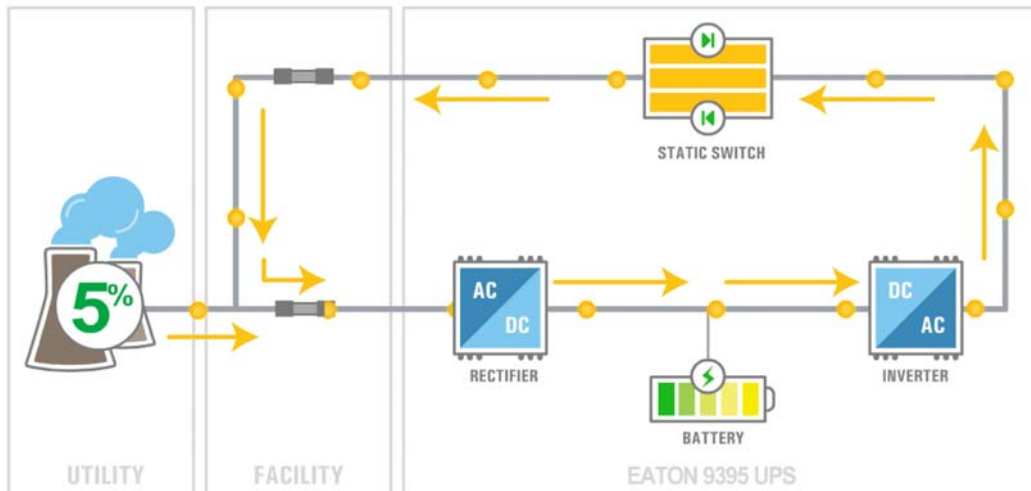 STATIC SWITCH
5%
AC
DC
RECTIFIER
DC
AC
INVERTER
BATTERY
UTILITY
FACILITY
EATON 9395 UPS